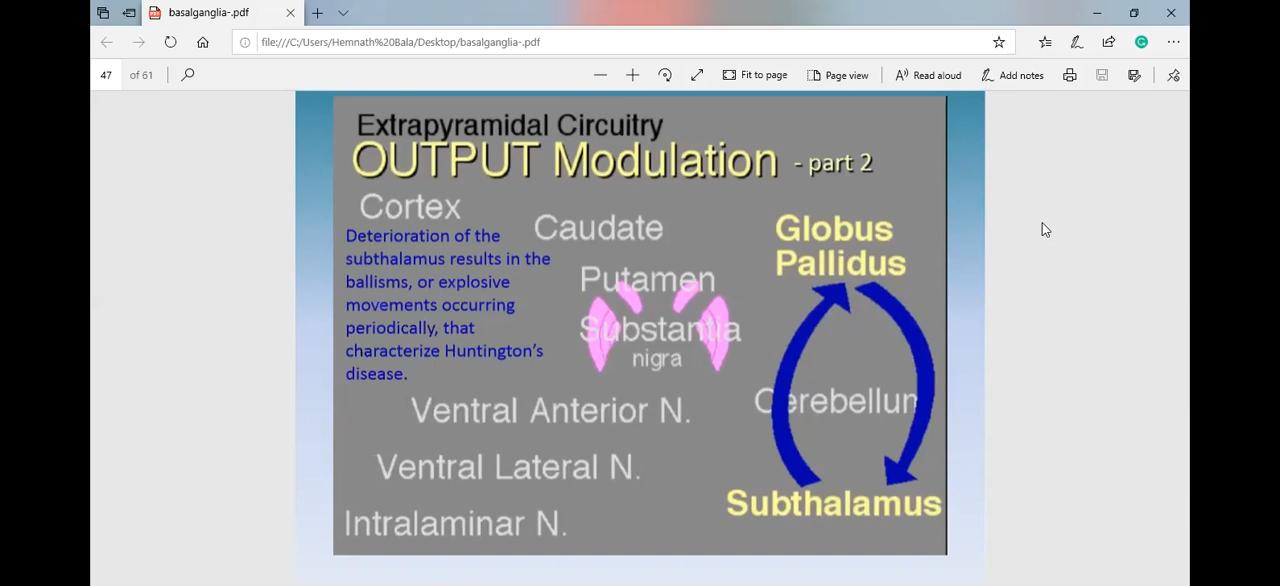 basalganglia-.pdf
file:///C:/Users/Hemnath%20Bala/Desktop/basalganglia-.pdf
47 of 61
Fit to page
Page view
Read aloud
Add notes
Extrapyramidal Circuitry
OUTPUT Modulation - part 2
Cortex
Deterioration of the
subthalamus results in the
ballisms, or explosive
movements occurring
periodically, that
characterize Huntington's
disease.
Caudate
Putamen
Substantia
nigra
Globus
Pallidus
Cerebellum
Ventral Anterior N.
Ventral Lateral N.
Intralaminar N.
Subthalamus